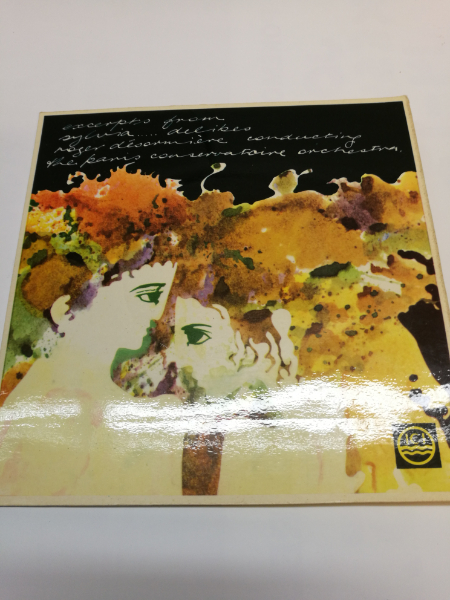 excerpts from
sylvia..... delibes
roger désormière conducting
the paris conservatoire orchestra.